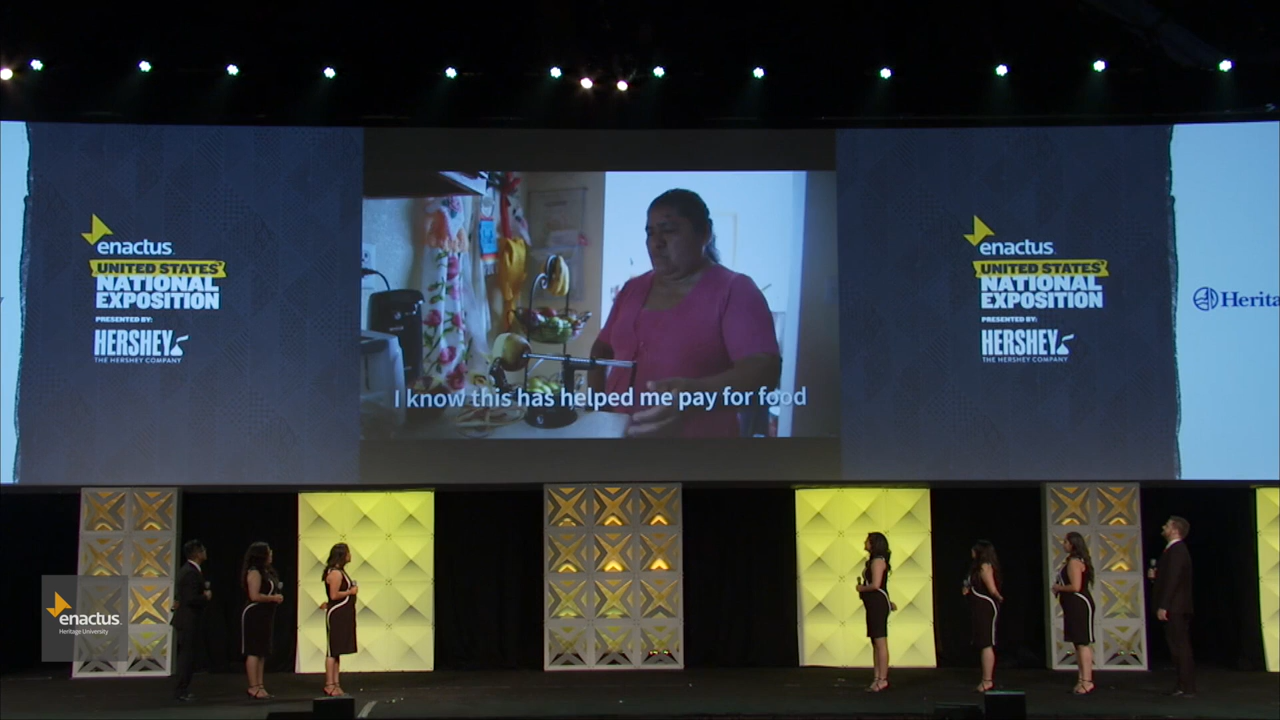 enactus
UNITED STATES'
NATIONAL
EXPOSITION
PRESENTED BY:
HERSHEY
THE HERSHEY COMPANY
I know this has helped me pay for food
enactus
UNITED STATES'
NATIONAL
EXPOSITION
PRESENTED BY:
HERSHEY
THE HERSHEY COMPANY
Herita
enactus
Heritage University